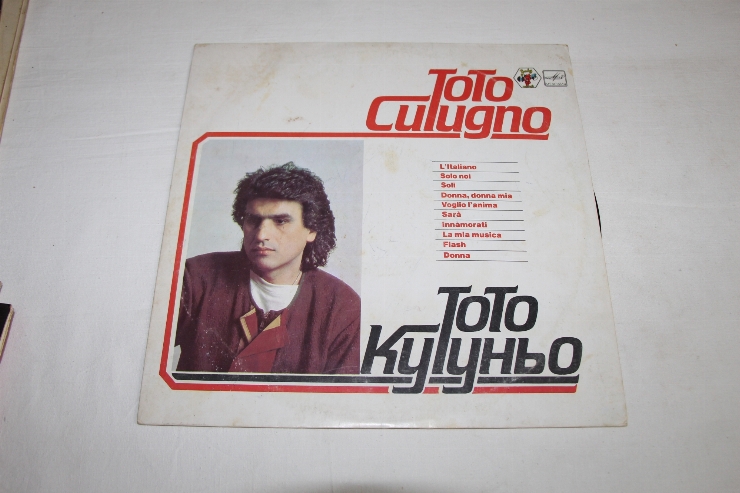 ТоТо
Cutugno
L'Italiano
Solo noi
Soli
Donna, donna mia
Voglio l'anima
Sarà
Innamorati
La mia musica
Flash
Donna
ТоТо
Кутуньо